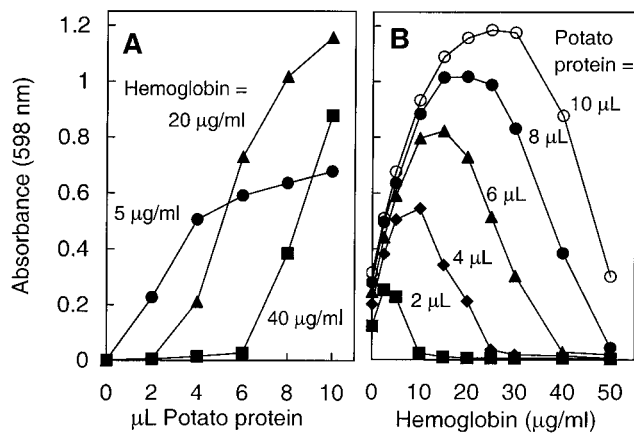 A
Hemoglobin =
20 µg/ml
5 µg/ml
40 µg/ml
Absorbance (598 nm)
1.2
1
0.8
0.6
0.4
0.2
0
0 2 4 6 8 10
µL Potato protein
B
Potato
protein =
10 µL
8 µL
6 µL
4 µL
2 µL
0 10 20 30 40 50
Hemoglobin (µg/ml)